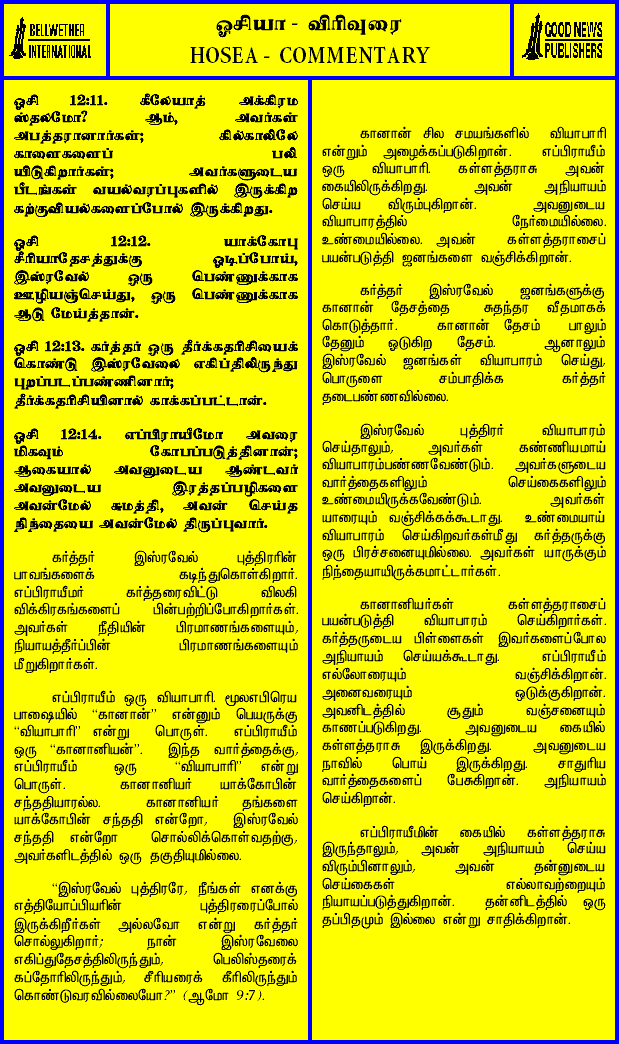 BELLWETHER
INTERNATIONAL
ஓசியா - விரிவுரை
HOSEA - COMMENTARY
GOOD NEWS
PUBLISHERS
ஓசி 12:11. கீலேயாத் அக்கிரம
ஸ்தலமோ? ஆம், அவர்கள்
அபத்தரானார்கள்; கில்காலிலே
காளைகளைப் பலி
யிடுகிறார்கள்; அவர்களுடைய
பீடங்கள் வயல்வரப்புகளில் இருக்கிற
கற்குவியல்களைப்போல் இருக்கிறது.
ஓசி 12:12. யாக்கோபு
சீரியாதேசத்துக்கு ஓடிப்போய்,
இஸ்ரவேல் ஒரு பெண்ணுக்காக
ஊழியஞ்செய்து, ஒரு பெண்ணுக்காக
ஆடு மேய்த்தான்.
ஓசி 12:13. கர்த்தர் ஒரு தீர்க்கதரிசியைக்
கொண்டு இஸ்ரவேலை எகிப்திலிருந்து
புறப்படப்பண்ணினார்;
தீர்க்கதரிசியினால் காக்கப்பட்டான்.
ஓசி 12:14. எப்பிராயீமோ அவரை
மிகவும் கோபப்படுத்தினான்;
ஆகையால் அவனுடைய ஆண்டவர்
அவனுடைய இரத்தப்பழிகளை
அவன்மேல் சுமத்தி, அவன் செய்த
நிந்தையை அவன்மேல் திருப்புவார்.
கர்த்தர் இஸ்ரவேல் புத்திரரின்
பாவங்களைக் கடிந்துகொள்கிறார்.
எப்பிராயீமர் கர்த்தரைவிட்டு விலகி
விக்கிரகங்களைப் பின்பற்றிப்போகிறார்கள்.
அவர்கள் நீதியின் பிரமாணங்களையும்,
நியாயத்தீர்ப்பின் பிரமாணங்களையும்
மீறுகிறார்கள்.
எப்பிராயீம் ஒரு வியாபாரி. மூலஎபிரெய
பாஷையில் “கானான்” என்னும் பெயருக்கு
“வியாபாரி” என்று பொருள். எப்பிராயீம்
ஒரு “கானானியன்”. இந்த வார்த்தைக்கு,
எப்பிராயீம் ஒரு “வியாபாரி” என்று
பொருள். கானானியர் யாக்கோபின்
சந்ததியாரல்ல. கானானியர் தங்களை
யாக்கோபின் சந்ததி என்றோ, இஸ்ரவேல்
சந்ததி என்றோ சொல்லிக்கொள்வதற்கு,
அவர்களிடத்தில் ஒரு தகுதியுமில்லை.
“இஸ்ரவேல் புத்திரரே, நீங்கள் எனக்கு
எத்தியோப்பியரின் புத்திரரைப்போல்
இருக்கிறீர்கள் அல்லவோ என்று கர்த்தர்
சொல்லுகிறார்; நான் இஸ்ரவேலை
எகிப்துதேசத்திலிருந்தும், பெலிஸ்தரைக்
கப்தோரிலிருந்தும், சீரியரைக் கீரிலிருந்தும்
கொண்டுவரவில்லையோ?” (ஆமோ 9:7).
கானான் சில சமயங்களில் வியாபாரி
என்றும் அழைக்கப்படுகிறான். எப்பிராயீம்
ஒரு வியாபாரி. கள்ளத்தராசு அவன்
கையிலிருக்கிறது. அவன் அநியாயம்
செய்ய விரும்புகிறான். அவனுடைய
வியாபாரத்தில் நேர்மையில்லை.
உண்மையில்லை. அவன் கள்ளத்தராசைப்
பயன்படுத்தி ஜனங்களை வஞ்சிக்கிறான்.
கர்த்தர் இஸ்ரவேல் ஜனங்களுக்கு
கானான் தேசத்தை சுதந்தர வீதமாகக்
கொடுத்தார். கானான் தேசம் பாலும்
தேனும் ஓடுகிற தேசம். ஆனாலும்
இஸ்ரவேல் ஜனங்கள் வியாபாரம் செய்து,
பொருளை சம்பாதிக்க கர்த்தர்
தடைபண்ணவில்லை.
இஸ்ரவேல் புத்திரர் வியாபாரம்
செய்தாலும், அவர்கள் கண்ணியமாய்
வியாபாரம்பண்ணவேண்டும். அவர்களுடைய
வார்த்தைகளிலும் செய்கைகளிலும்
உண்மையிருக்கவேண்டும். அவர்கள்
யாரையும் வஞ்சிக்கக்கூடாது. உண்மையாய்
வியாபாரம் செய்கிறவர்கள்மீது கர்த்தருக்கு
ஒரு பிரச்சனையுமில்லை. அவர்கள் யாருக்கும்
நிந்தையாயிருக்கமாட்டார்கள்.
கானானியர்கள் கள்ளத்தராசைப்
பயன்படுத்தி வியாபாரம் செய்கிறார்கள்.
கர்த்தருடைய பிள்ளைகள் இவர்களைப்போல
அநியாயம் செய்யக்கூடாது. எப்பிராயீம்
எல்லோரையும் வஞ்சிக்கிறான்.
அனைவரையும் ஒடுக்குகிறான்.
அவனிடத்தில் சூதும் வஞ்சனையும்
காணப்படுகிறது. அவனுடைய கையில்
கள்ளத்தராசு இருக்கிறது. அவனுடைய
நாவில் பொய் இருக்கிறது. சாதுரிய
வார்த்தைகளைப் பேசுகிறான். அநியாயம்
செய்கிறான்.
எப்பிராயீமின் கையில் கள்ளத்தராசு
இருந்தாலும், அவன் அநியாயம் செய்ய
விரும்பினாலும், அவன் தன்னுடைய
செய்கைகள் எல்லாவற்றையும்
நியாயப்படுத்துகிறான். தன்னிடத்தில் ஒரு
தப்பிதமும் இல்லை என்று சாதிக்கிறான்.